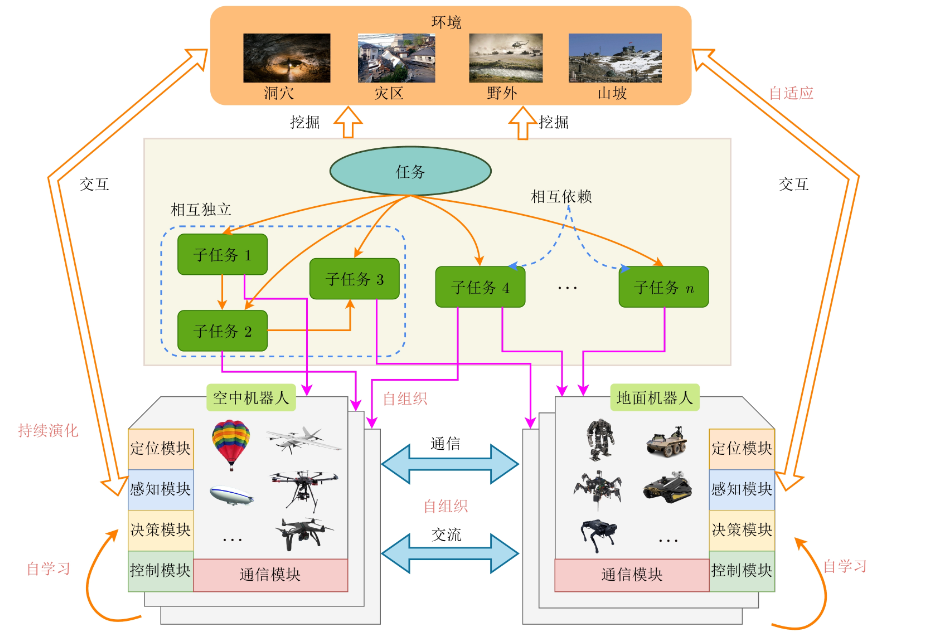 环境
洞穴
灾区
野外
山坡
自适应
挖掘
挖掘
交互
交互
任务
相互独立
相互依赖
子任务 1
子任务 3
子任务 4
...
子任务 n
子任务 2
空中机器人
自组织
地面机器人
持续演化
定位模块
感知模块
决策模块
控制模块
...
通信模块
通信
自组织
交流
定位模块
感知模块
决策模块
控制模块
...
通信模块
自学习
自学习